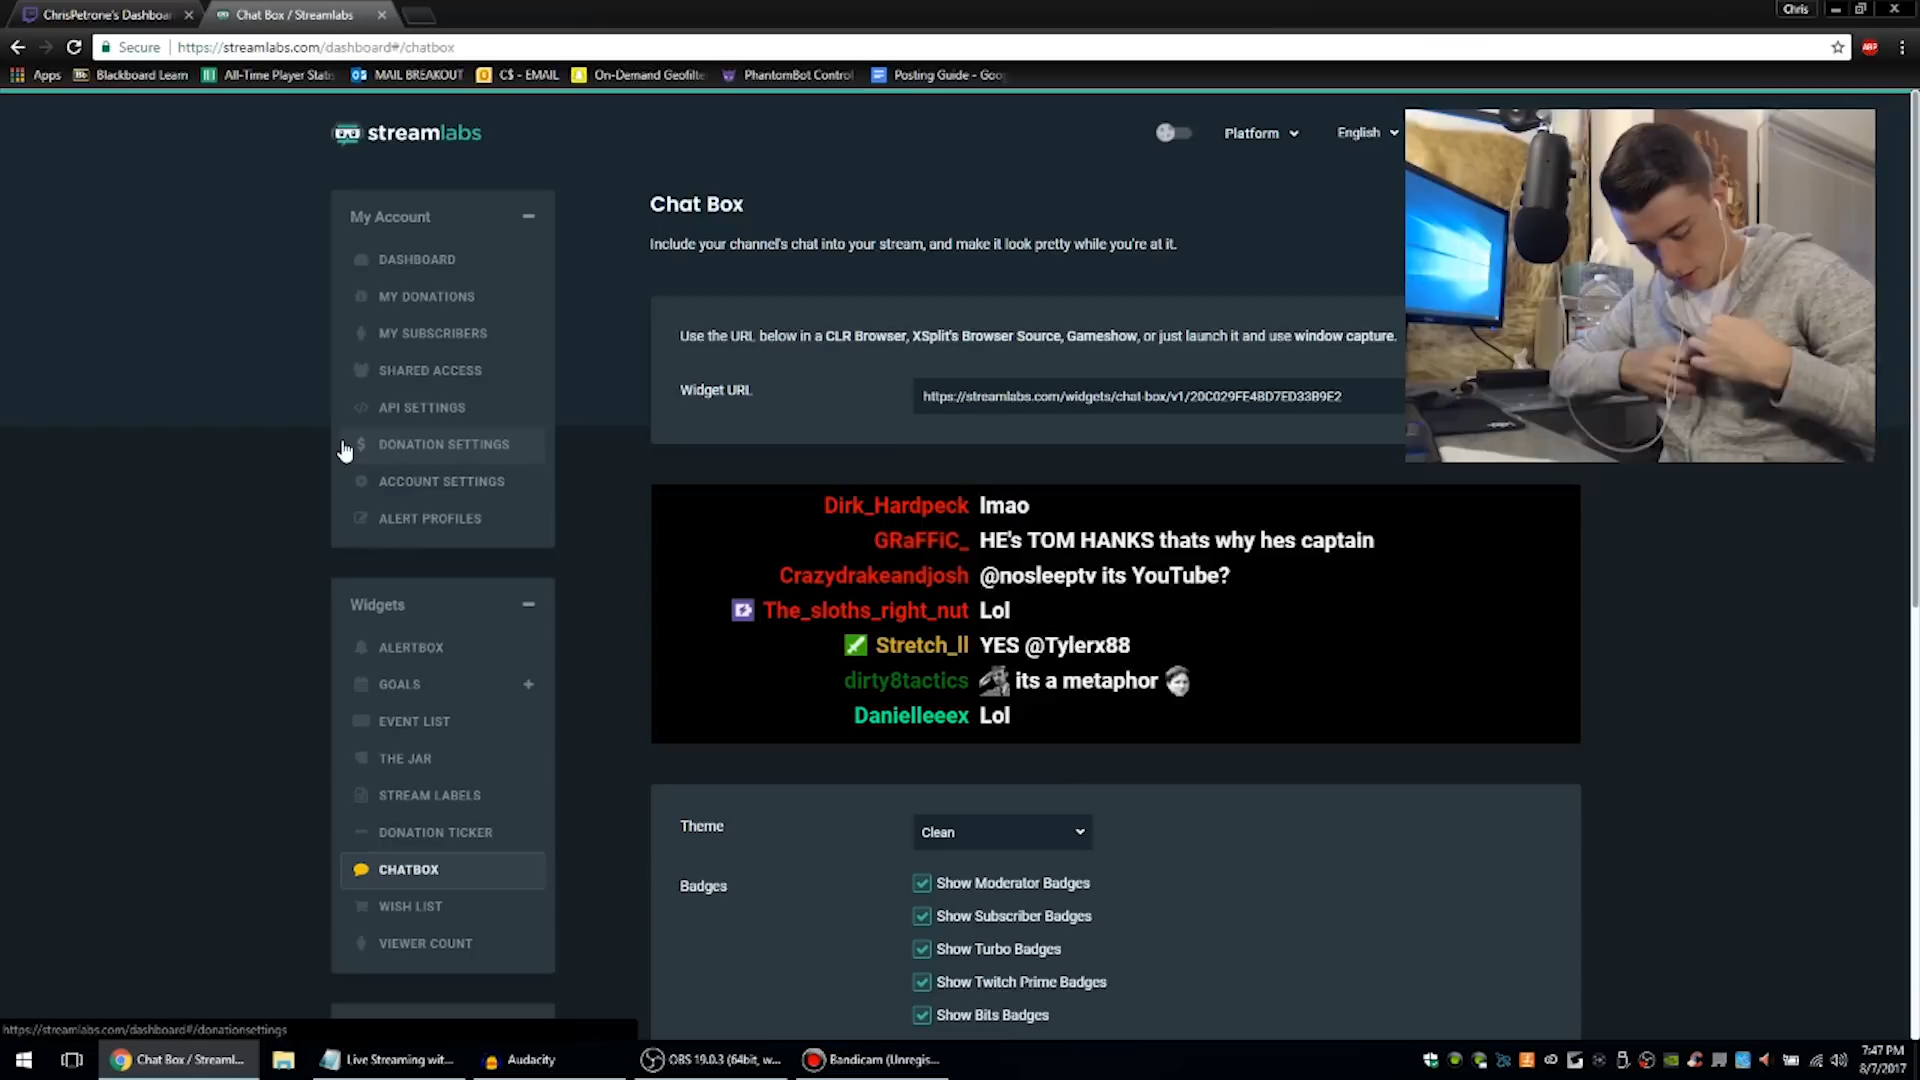 ChrisPetrone's Dashboar
Chat Box / Streamlabs
Chris
Secure
https://streamlabs.com/dashboard#/chatbox
ABP
Apps
Blackboard Learn
All-Time Player Stats
MAIL BREAKOUT
C$ - EMAIL
On-Demand Geofilte
PhantomBot Control
Posting Guide - Goo
streamlabs
Platform
English
My Account
DASHBOARD
MY DONATIONS
MY SUBSCRIBERS
SHARED ACCESS
API SETTINGS
DONATION SETTINGS
ACCOUNT SETTINGS
ALERT PROFILES
Widgets
ALERTBOX
GOALS
EVENT LIST
THE JAR
STREAM LABELS
DONATION TICKER
CHATBOX
WISH LIST
VIEWER COUNT
Chat Box
Include your channel's chat into your stream, and make it look pretty while you're at it.
Use the URL below in a CLR Browser, XSplit's Browser Source, Gameshow, or just launch it and use window capture.
Widget URL
https://streamlabs.com/widgets/chat-box/v1/20C029FE4BD7ED33B9E2
Dirk_Hardpeck lmao
GRaFFiC_ HE's TOM HANKS thats why hes captain
Crazydrakeandjosh @nosleeptv its YouTube?
The_sloths_right_nut Lol
Stretch_ll YES @Tylerx88
dirty8tactics its a metaphor
Danielleeex Lol
Theme
Clean
Badges
Show Moderator Badges
Show Subscriber Badges
Show Turbo Badges
Show Twitch Prime Badges
Show Bits Badges
https://streamlabs.com/dashboard#/donationsettings
Chat Box / Streaml...
Live Streaming wit...
Audacity
OBS 19.0.3 (64bit, w...
Bandicam (Unregis...
7:47 PM
8/7/2017